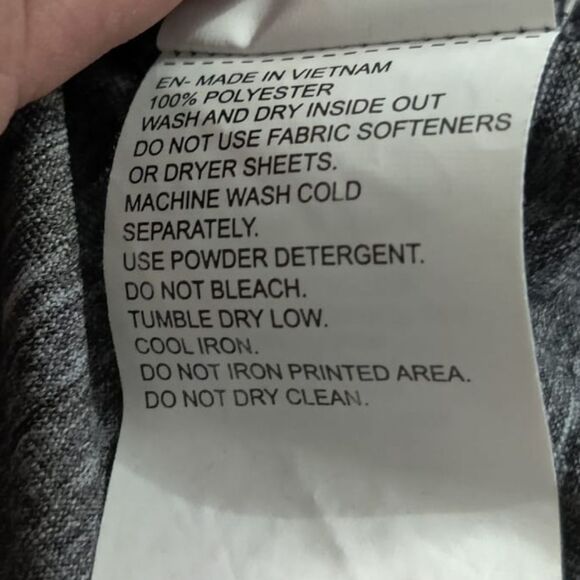 EN- MADE IN VIETNAM
100% POLYESTER
WASH AND DRY INSIDE OUT
DO NOT USE FABRIC SOFTENERS
OR DRYER SHEETS.
MACHINE WASH COLD
SEPARATELY.
USE POWDER DETERGENT.
DO NOT BLEACH.
TUMBLE DRY LOW.
COOL IRON.
DO NOT IRON PRINTED AREA.
DO NOT DRY CLEAN.